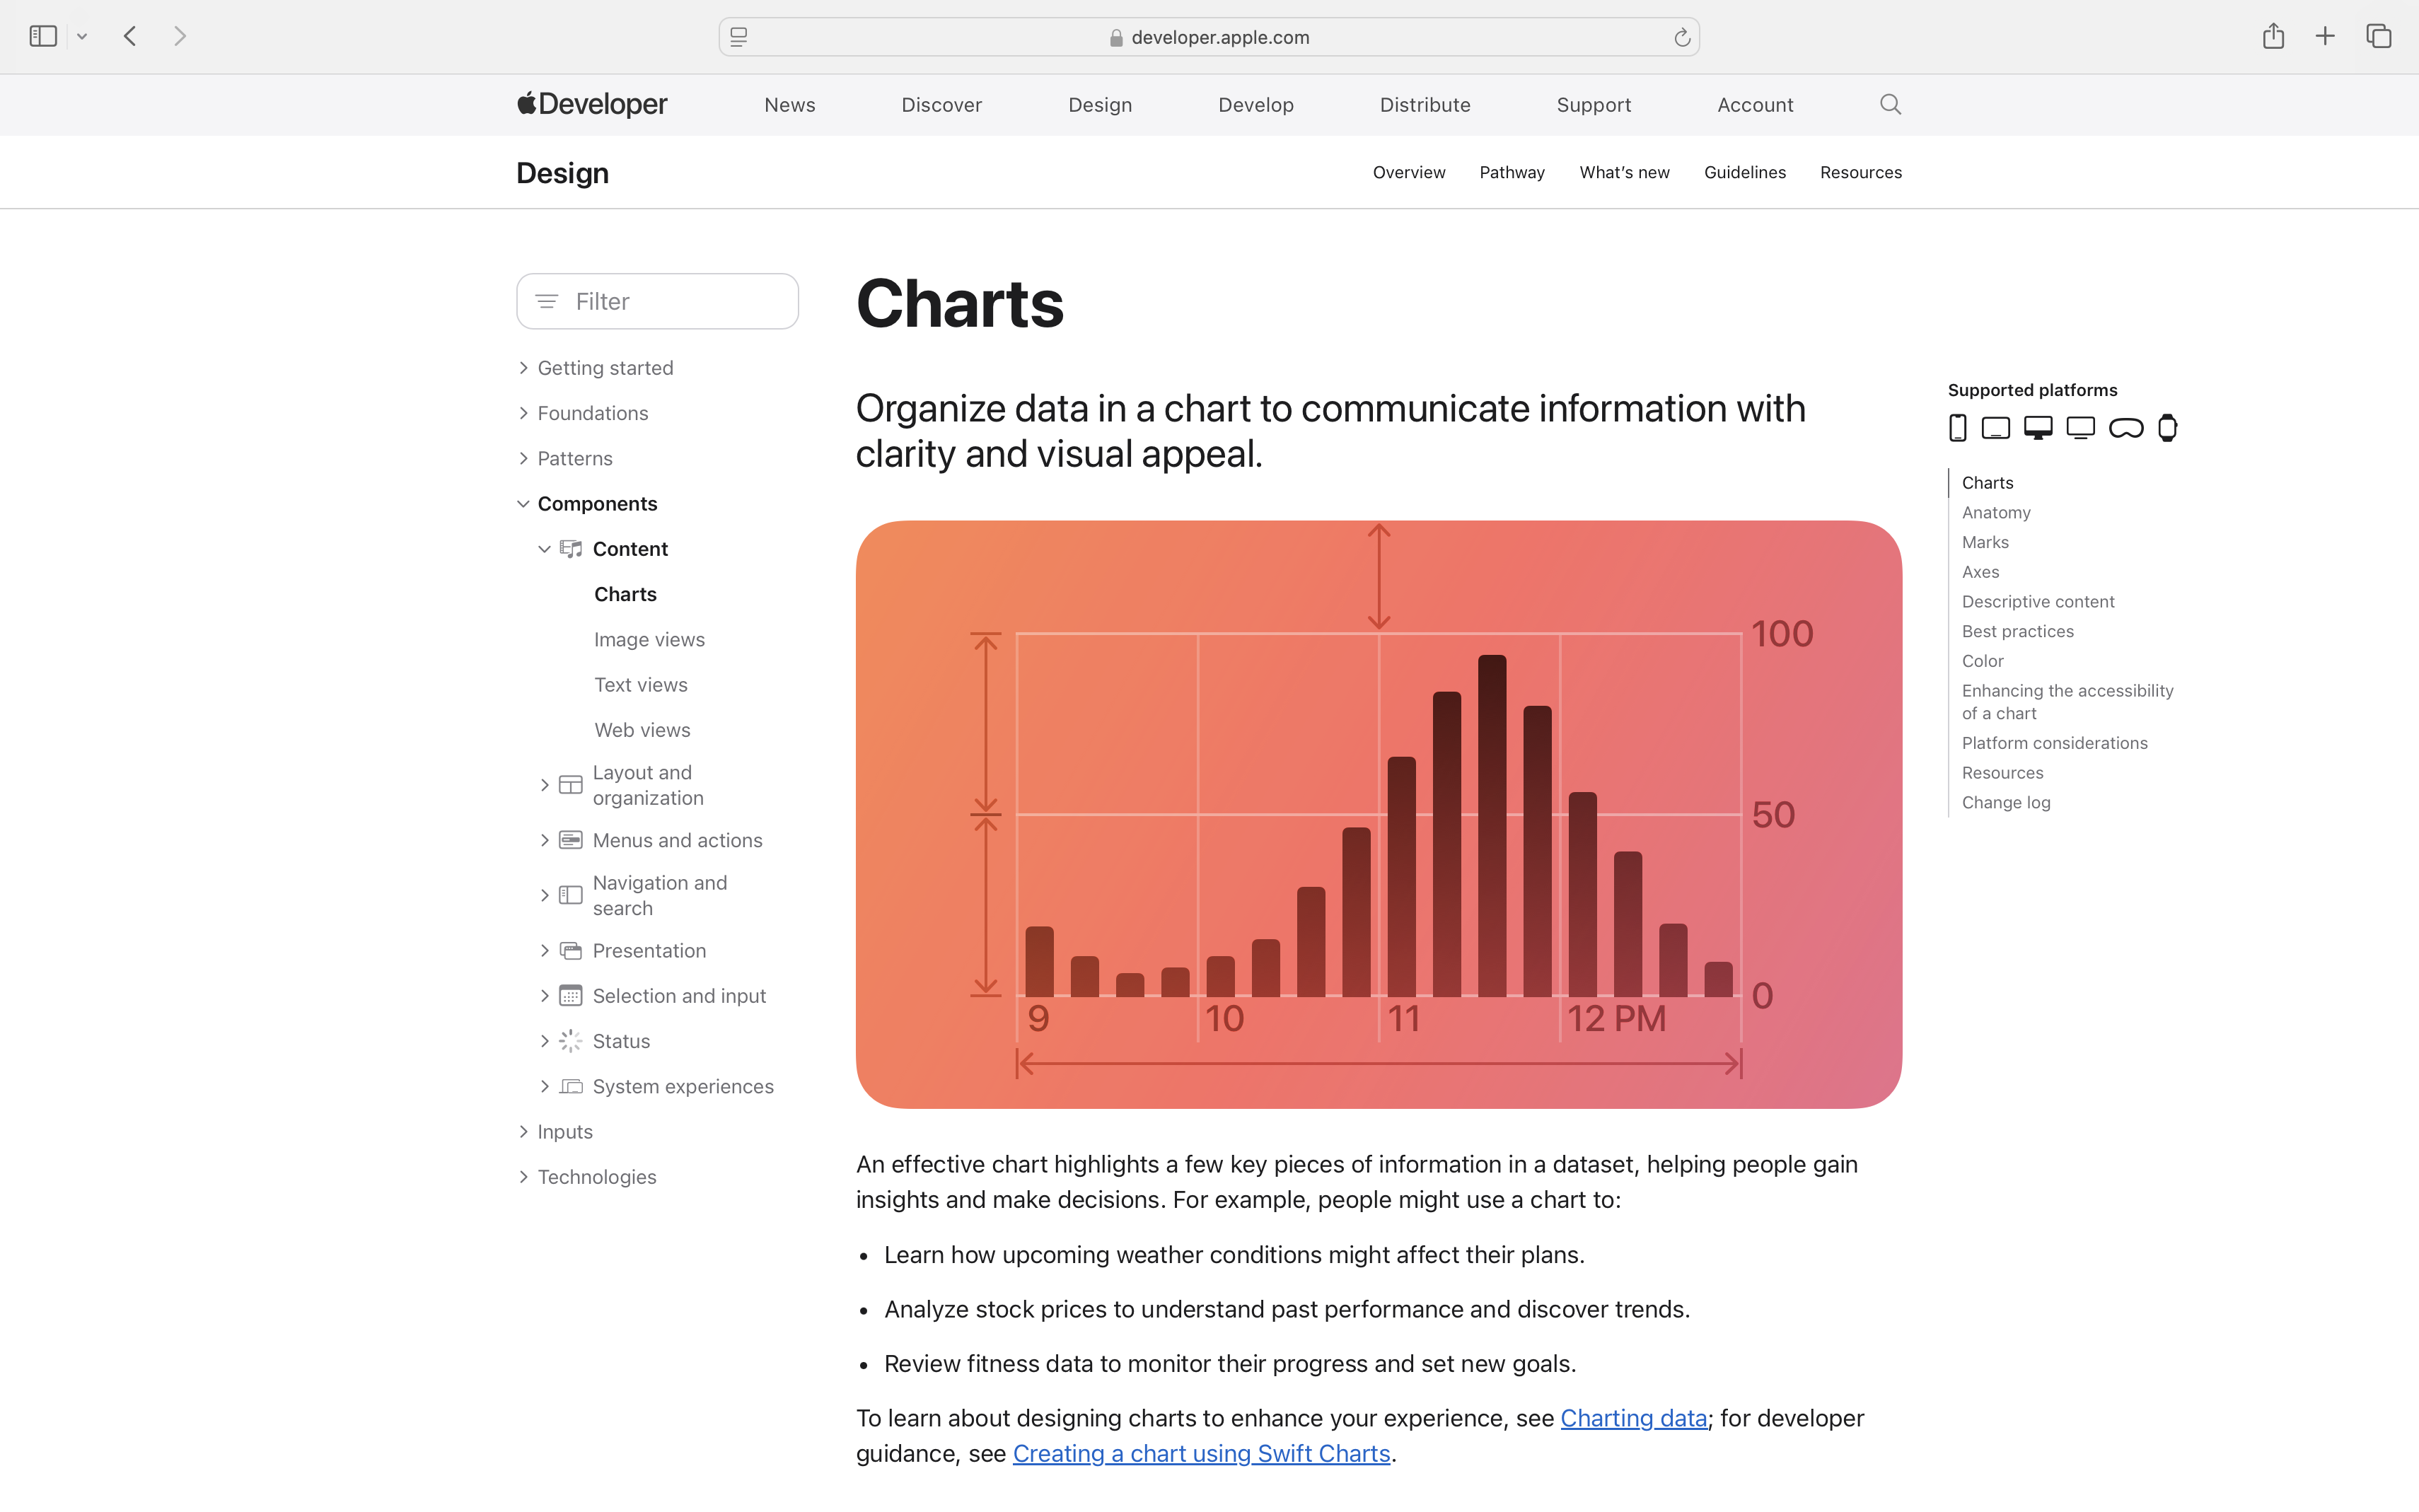 developer.apple.com
Developer
News
Discover
Design
Develop
Distribute
Support
Account
Design
Overview
Pathway
What's new
Guidelines
Resources
Filter
Getting started
Foundations
Patterns
Components
Content
Charts
Image views
Text views
Web views
Layout and
organization
Menus and actions
Navigation and
search
Presentation
Selection and input
Status
System experiences
Inputs
Technologies
Charts
Organize data in a chart to communicate information with
clarity and visual appeal.
100
50
0
9
10
11
12 PM
An effective chart highlights a few key pieces of information in a dataset, helping people gain
insights and make decisions. For example, people might use a chart to:
• Learn how upcoming weather conditions might affect their plans.
• Analyze stock prices to understand past performance and discover trends.
• Review fitness data to monitor their progress and set new goals.
To learn about designing charts to enhance your experience, see Charting data; for developer
guidance, see Creating a chart using Swift Charts.
Supported platforms
Charts
Anatomy
Marks
Axes
Descriptive content
Best practices
Color
Enhancing the accessibility
of a chart
Platform considerations
Resources
Change log